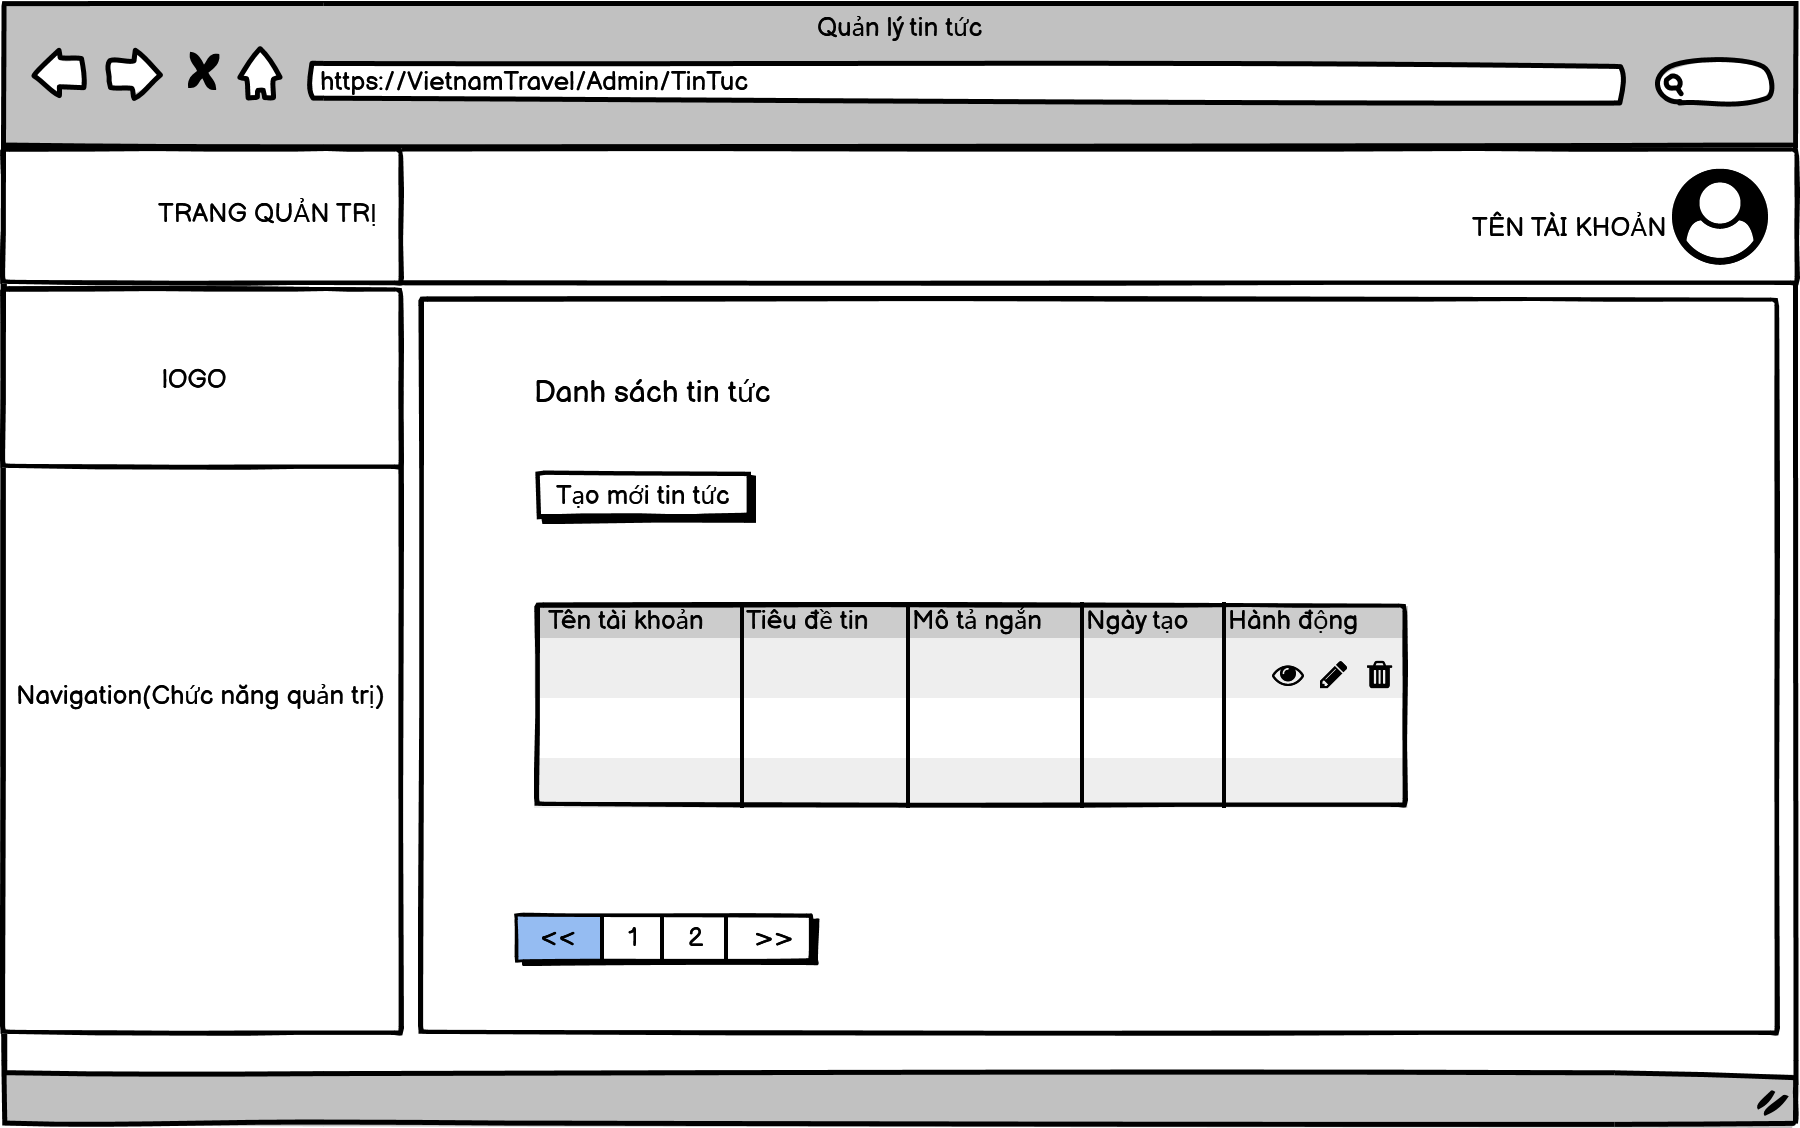 Quản lý tin tức
https://VietnamTravel/Admin/TinTuc
TRANG QUẢN TRỊ
TÊN TÀI KHOẢN
lOGO
Danh sách tin tức
Tạo mới tin tức
Tên tài khoản Tiêu đề tin Mô tả ngắn Ngày tạo Hành động
Navigation(Chức năng quản trị)
<< 1 2 >>